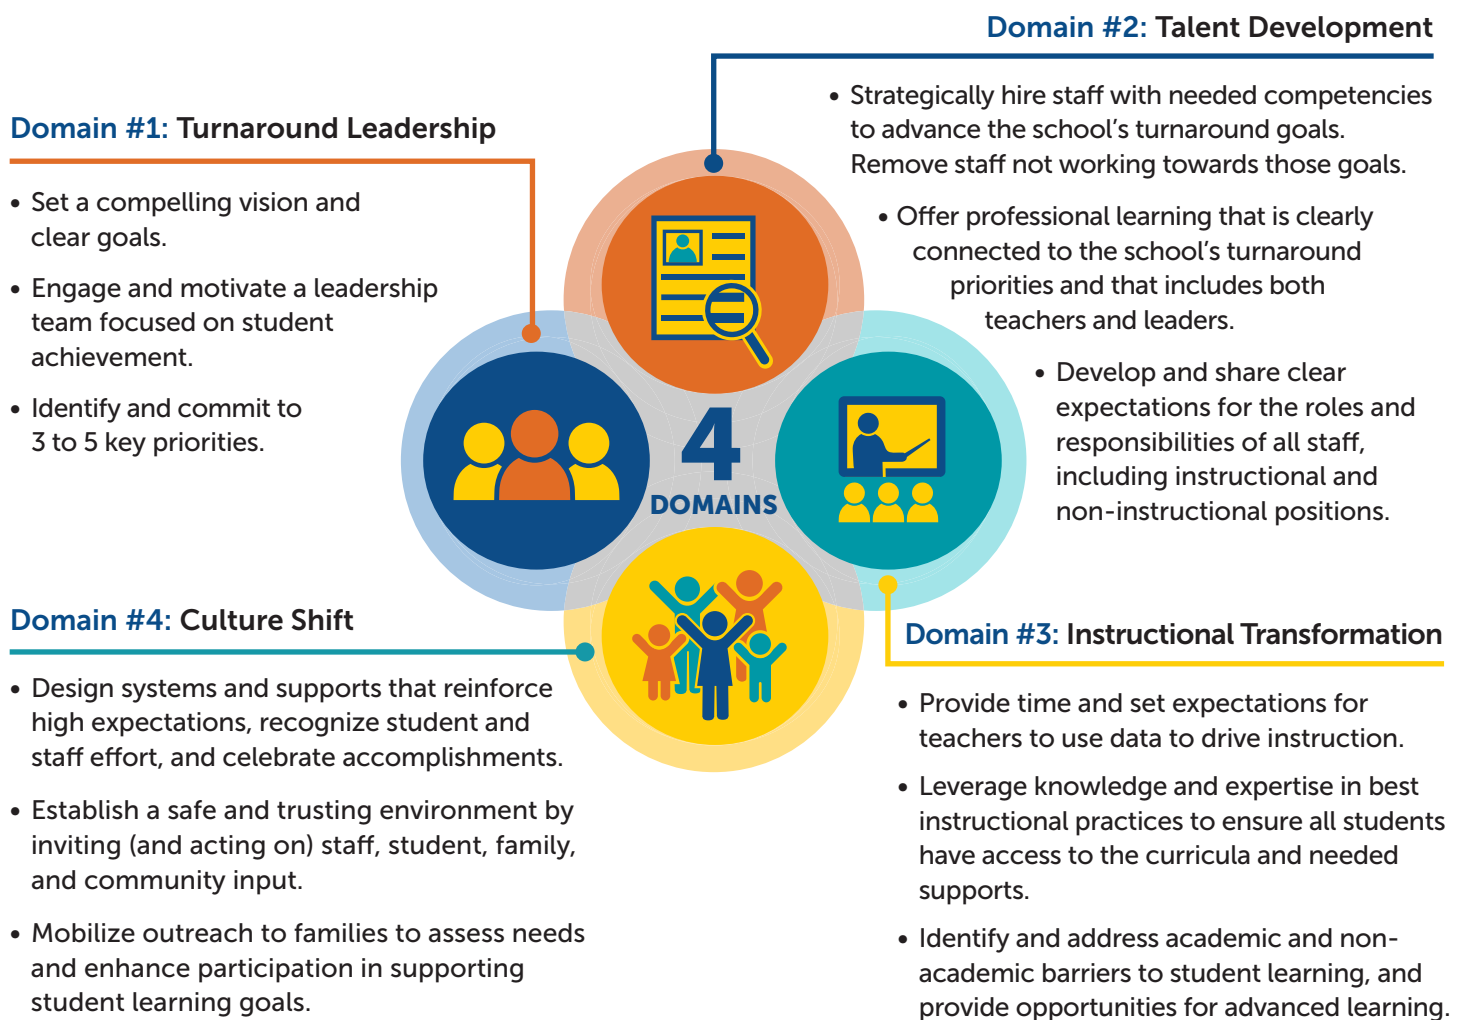 Domain #1: Turnaround Leadership
• Set a compelling vision and
clear goals.
• Engage and motivate a leadership
team focused on student
achievement.
• Identify and commit to
3 to 5 key priorities.
Domain #2: Talent Development
• Strategically hire staff with needed competencies
to advance the school’s turnaround goals.
Remove staff not working towards those goals.
• Offer professional learning that is clearly
connected to the school’s turnaround
priorities and that includes both
teachers and leaders.
• Develop and share clear
expectations for the roles and
responsibilities of all staff,
including instructional and
non-instructional positions.
4
DOMAINS
Domain #3: Instructional Transformation
• Provide time and set expectations for
teachers to use data to drive instruction.
• Leverage knowledge and expertise in best
instructional practices to ensure all students
have access to the curricula and needed
supports.
• Identify and address academic and non-
academic barriers to student learning, and
provide opportunities for advanced learning.
Domain #4: Culture Shift
• Design systems and supports that reinforce
high expectations, recognize student and
staff effort, and celebrate accomplishments.
• Establish a safe and trusting environment by
inviting (and acting on) staff, student, family,
and community input.
• Mobilize outreach to families to assess needs
and enhance participation in supporting
student learning goals.